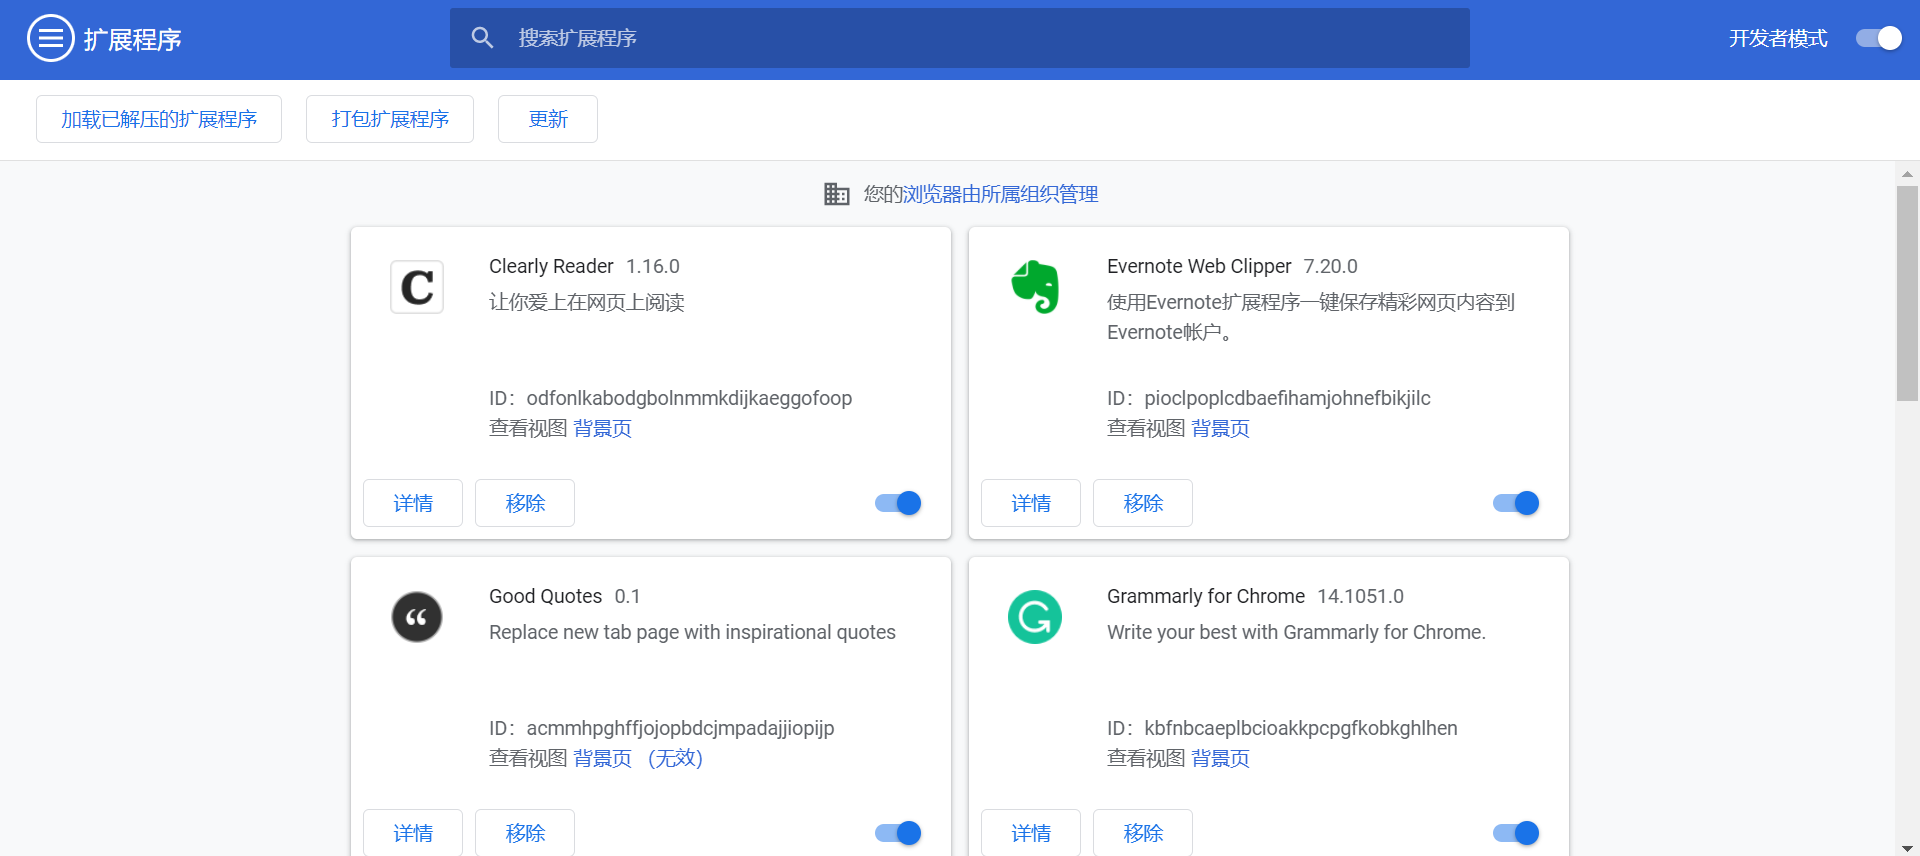 扩展程序
搜索扩展程序
开发者模式
加载已解压的扩展程序
打包扩展程序
更新
您的浏览器由所属组织管理
C
Clearly Reader 1.16.0
让你爱上在网页上阅读
ID：odfonlkabodgbolnmmkdijkaeggofoop
查看视图 背景页
详情
移除
Evernote Web Clipper 7.20.0
使用Evernote扩展程序一键保存精彩网页内容到
Evernote帐户。
ID：pioclpoplcdbaefihamjohnefbikjilc
查看视图 背景页
详情
移除
Good Quotes 0.1
Replace new tab page with inspirational quotes
ID：acmmhpghffjojopbdcjmpadajjiopijp
查看视图 背景页 （无效）
详情
移除
Grammarly for Chrome 14.1051.0
Write your best with Grammarly for Chrome.
ID：kbfnbcaeplbcioakkpcpgfkobkghlhen
查看视图 背景页
详情
移除